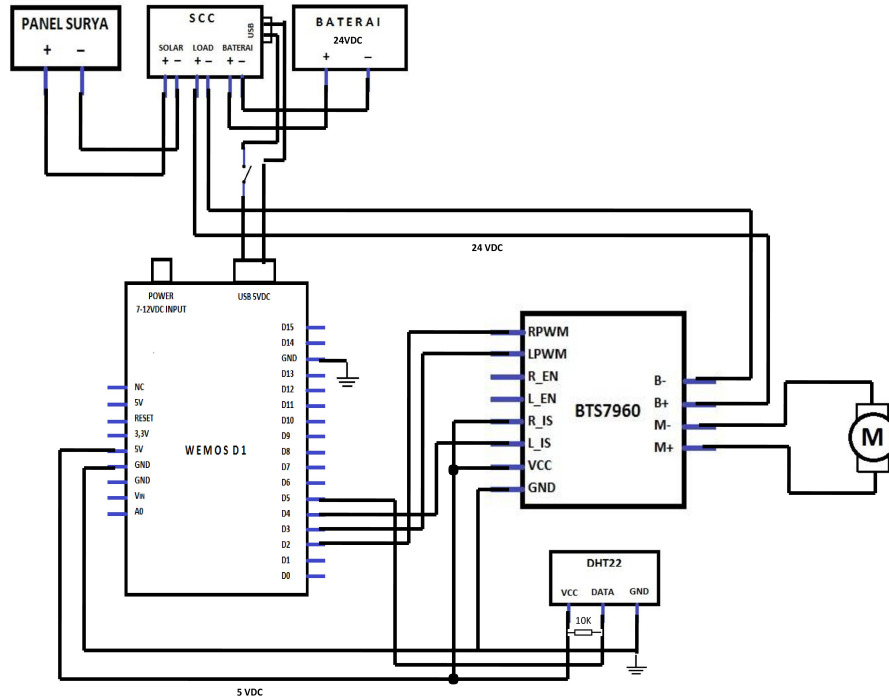 PANEL SURYA
+ −
SCC
USB
SOLAR LOAD BATERAI
+ − + − + −
BATERAI
24VDC
+ −
24 VDC
POWER
7-12VDC INPUT
USB 5VDC
WEMOS D1
NC
5V
RESET
3,3V
5V
GND
GND
VIN
A0
D15
D14
GND
D13
D12
D11
D10
D9
D8
D7
D6
D5
D4
D3
D2
D1
D0
BTS7960
RPWM
LPWM
R_EN
L_EN
R_IS
L_IS
VCC
GND
B-
B+
M-
M+
M
DHT22
VCC DATA GND
10K
5 VDC